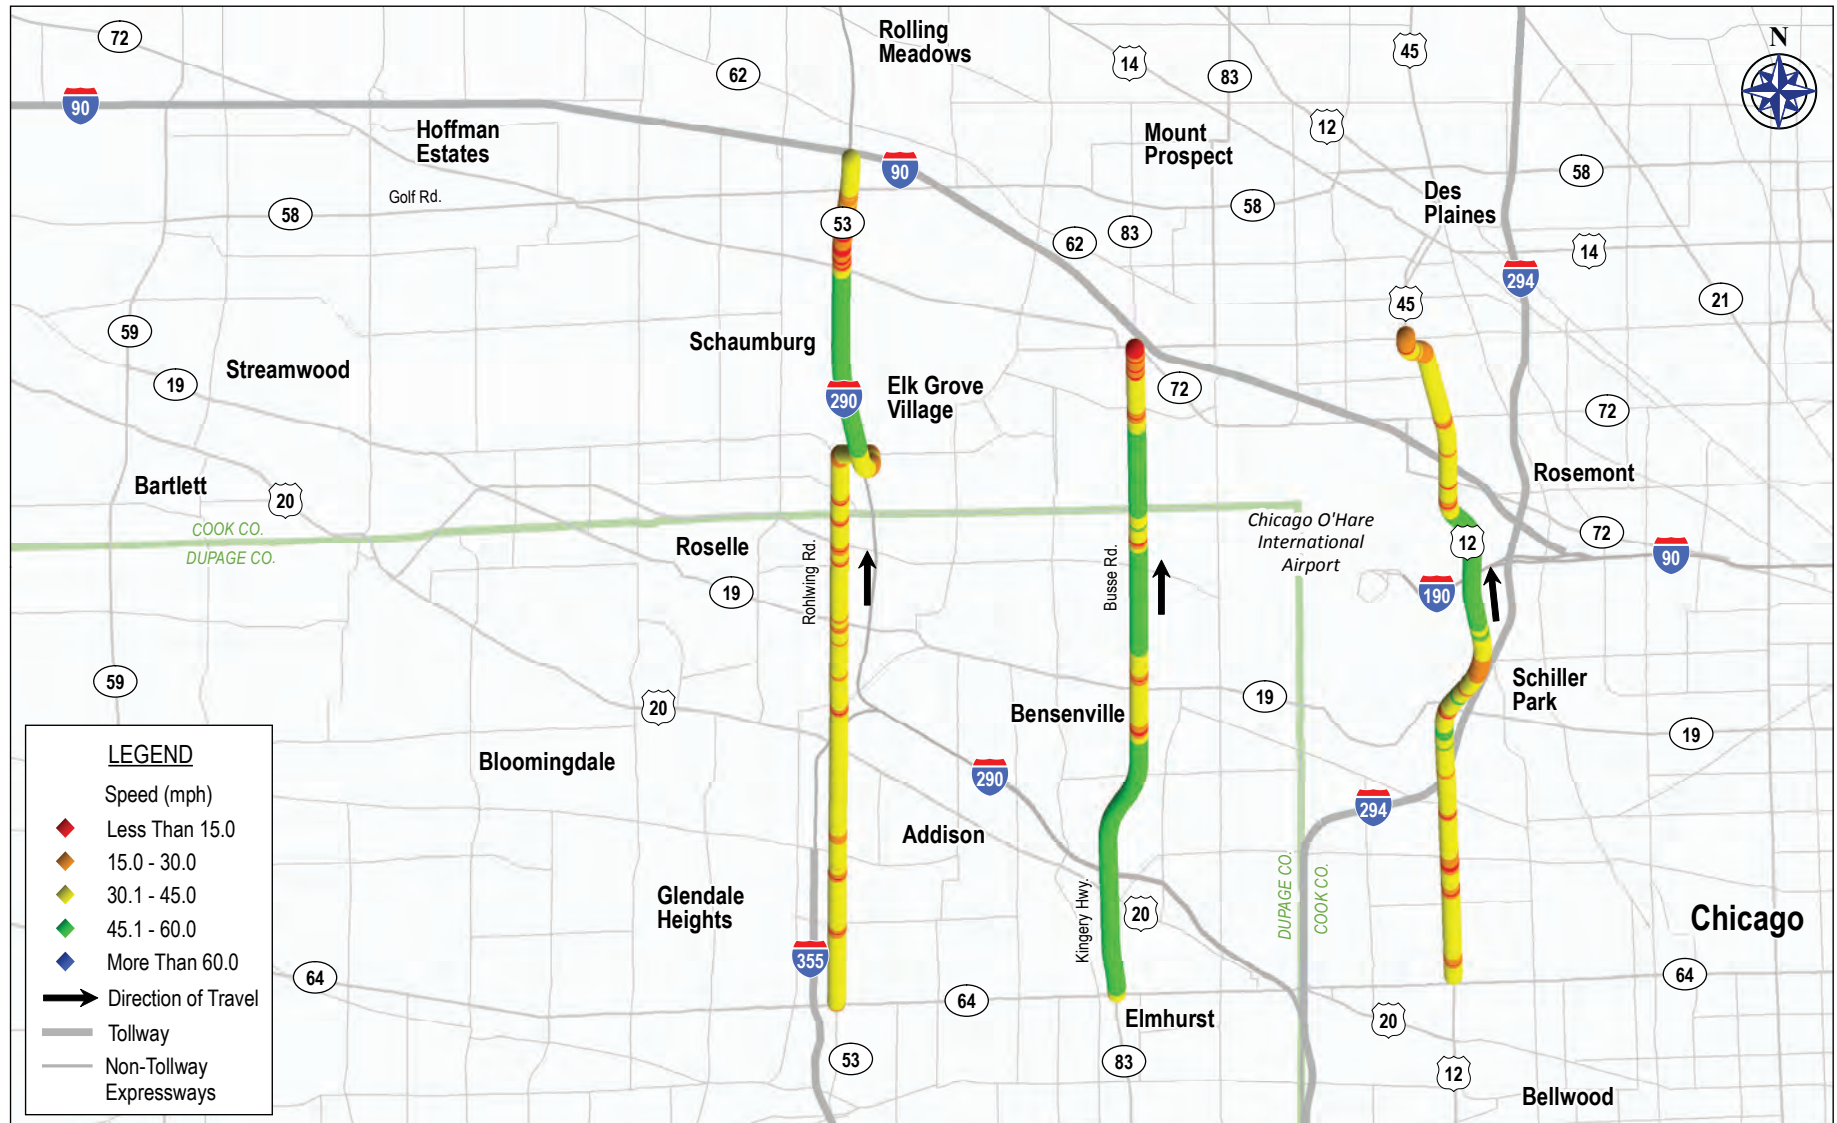 72
Rolling
Meadows
62
14
83
45
N
90
12
Hoffman
Estates
Mount
Prospect
90
58
Des
Plaines
Golf Rd.
58
58
53
83
62
14
294
21
45
59
Schaumburg
Streamwood
19
Elk Grove
Village
290
72
72
Bartlett
20
Rosemont
COOK CO.
DUPAGE CO.
Roselle
Rohlwing Rd.
Busse Rd.
Chicago O'Hare
International
Airport
12
72
90
19
190
59
20
Bensenville
19
Schiller
Park
19
Bloomingdale
290
294
Addison
Glendale
Heights
Kingery Hwy.
20
DUPAGE CO.
COOK CO.
Chicago
355
64
64
64
Elmhurst
20
53
83
12
Bellwood
LEGEND
Speed (mph)
Less Than 15.0
15.0 - 30.0
30.1 - 45.0
45.1 - 60.0
More Than 60.0
Direction of Travel
Tollway
Non-Tollway
Expressways